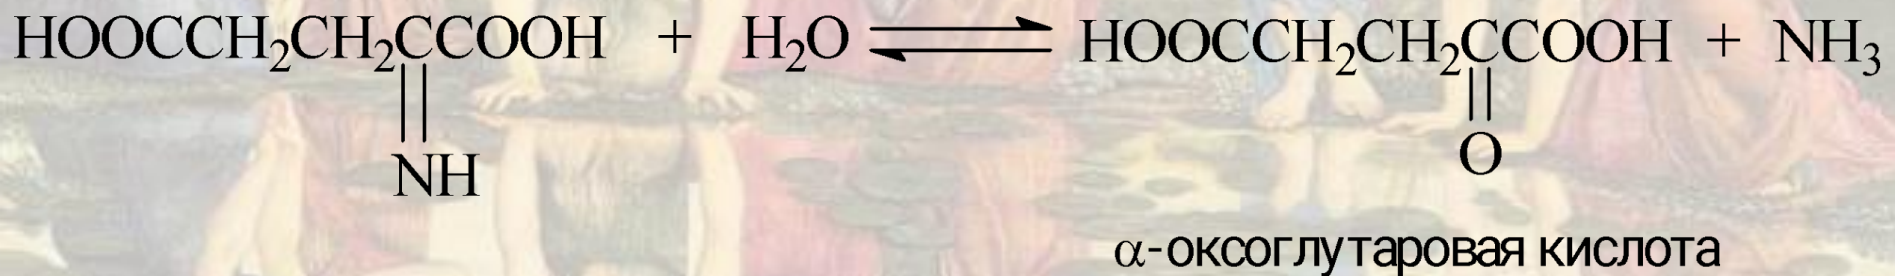 HOOCCH₂CH₂CCOOH + H₂O ⇌ HOOCCH₂CH₂CCOOH + NH₃
NH O
α-оксоглутаровая кислота